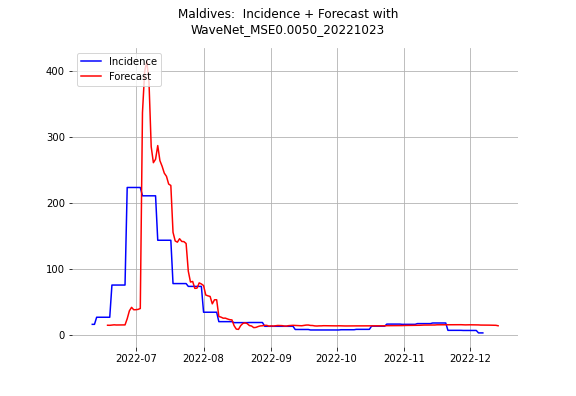 Maldives:  Incidence + Forecast with
WaveNet_MSE0.0050_20221023
Incidence
Forecast
400
300
200
100
0
2022-07 2022-08 2022-09 2022-10 2022-11 2022-12